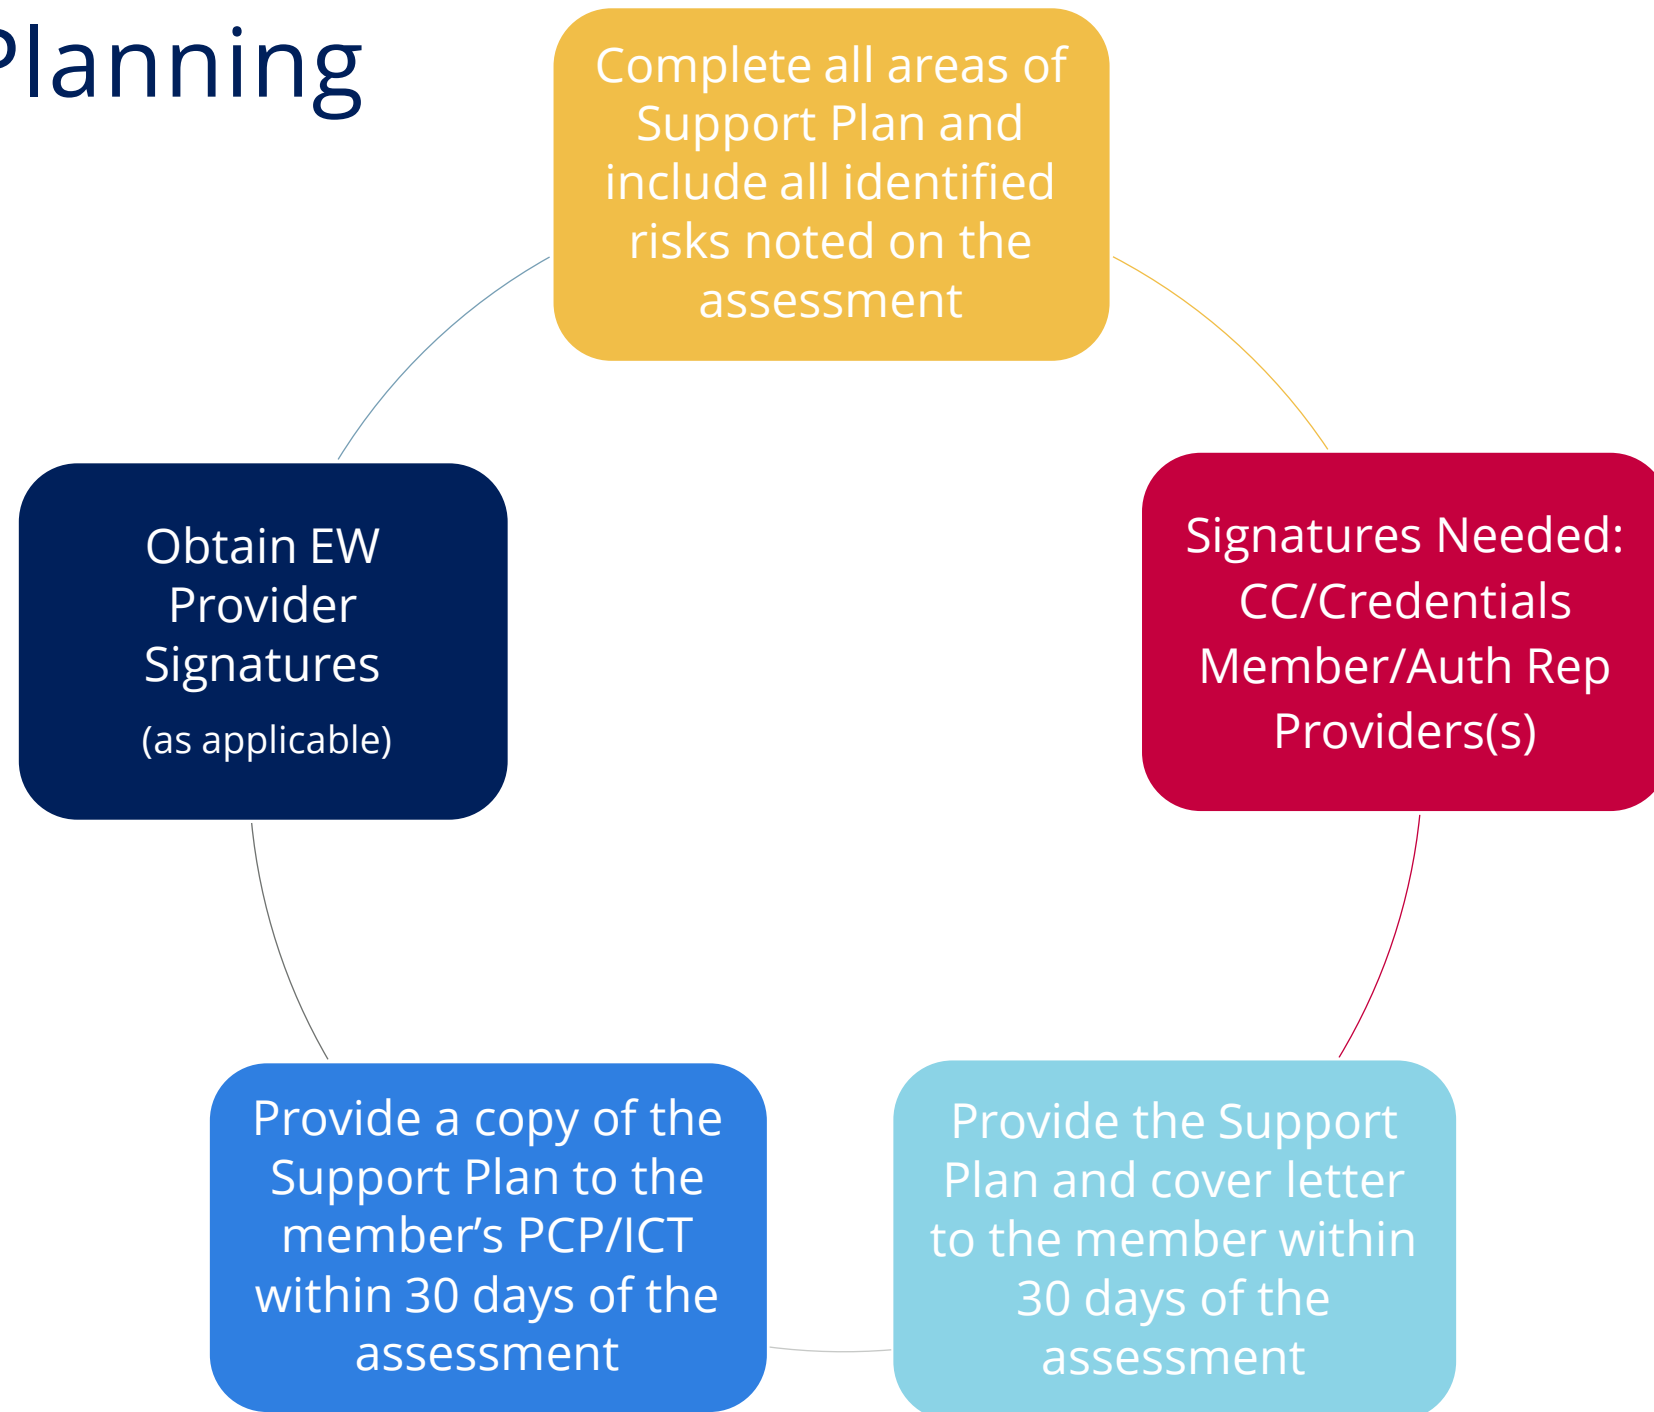 Planning
Complete all areas of
Support Plan and
include all identified
risks noted on the
assessment
Signatures Needed:
CC/Credentials
Member/Auth Rep
Providers(s)
Provide the Support
Plan and cover letter
to the member within
30 days of the
assessment
Provide a copy of the
Support Plan to the
member’s PCP/ICT
within 30 days of the
assessment
Obtain EW
Provider
Signatures
(as applicable)